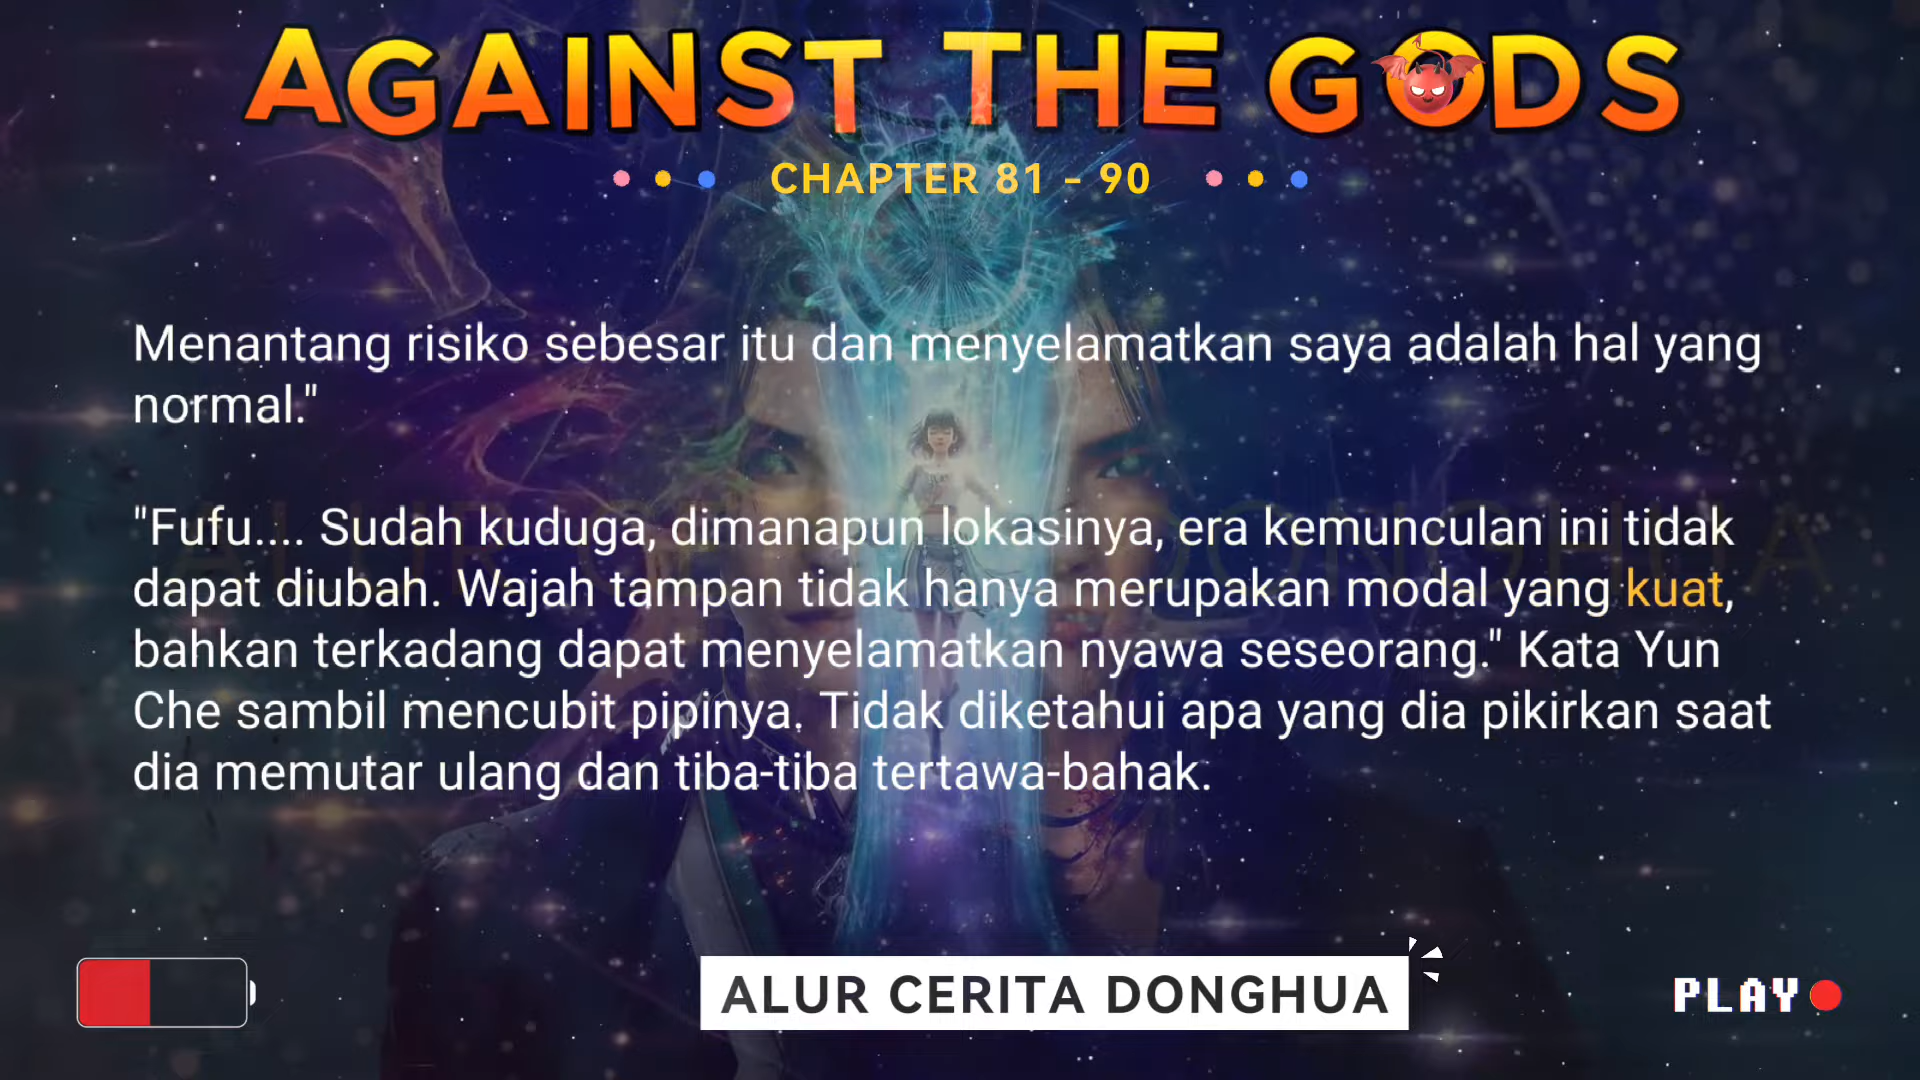 AGAINST THE GODS
CHAPTER 81 - 90
Menantang risiko sebesar itu dan menyelamatkan saya adalah hal yang
normal."
"Fufu.... Sudah kuduga, dimanapun lokasinya, era kemunculan ini tidak
dapat diubah. Wajah tampan tidak hanya merupakan modal yang kuat,
bahkan terkadang dapat menyelamatkan nyawa seseorang." Kata Yun
Che sambil mencubit pipinya. Tidak diketahui apa yang dia pikirkan saat
dia memutar ulang dan tiba-tiba tertawa-bahak.
ALUR CERITA DONGHUA
PLAY